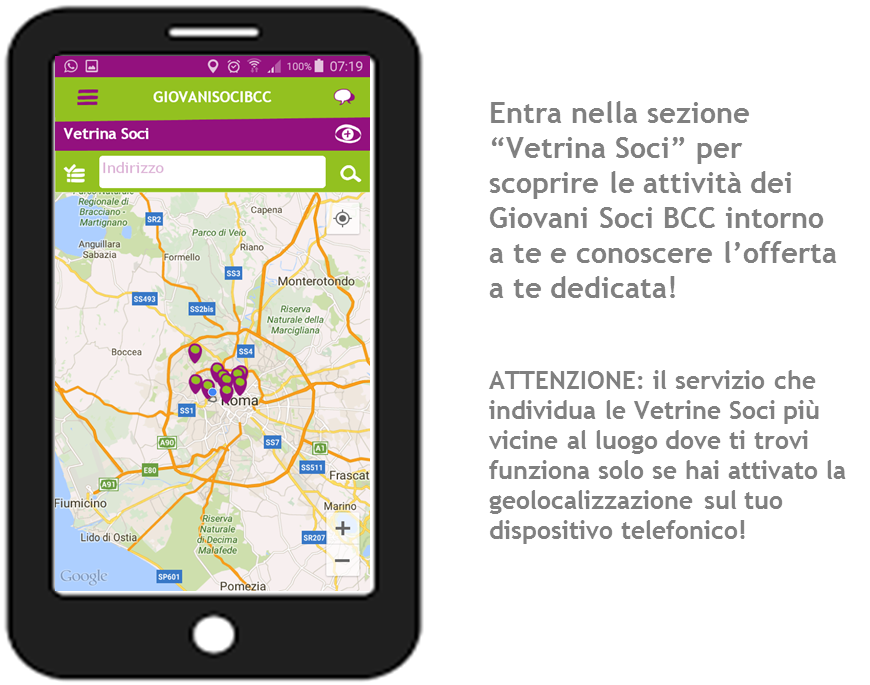 100% 07:19
GIOVANISOCIBCC
Vetrina Soci
Indirizzo
Regionale di
Bracciano -
Martignano
SR2
Capena
Parco di Veio
Anguillara
Sabazia
Formello
Riano
SS3
Monterotondo
SS493
SS2bis
Riserva
Naturale della
Marcigliana
Boccea
SS4
Roma
SS1
A90
SS7
A1
E80
SS511
A91
Frascat
Fiumicino
Marino
Riserva
Naturale
di Decima
Malafede
Lido di Ostia
SR207
+
−
Google
SP601
Pomezia
Entra nella sezione
“Vetrina Soci” per
scoprire le attività dei
Giovani Soci BCC intorno
a te e conoscere l’offerta
a te dedicata!
ATTENZIONE: il servizio che
individua le Vetrine Soci più
vicine al luogo dove ti trovi
funziona solo se hai attivato la
geolocalizzazione sul tuo
dispositivo telefonico!